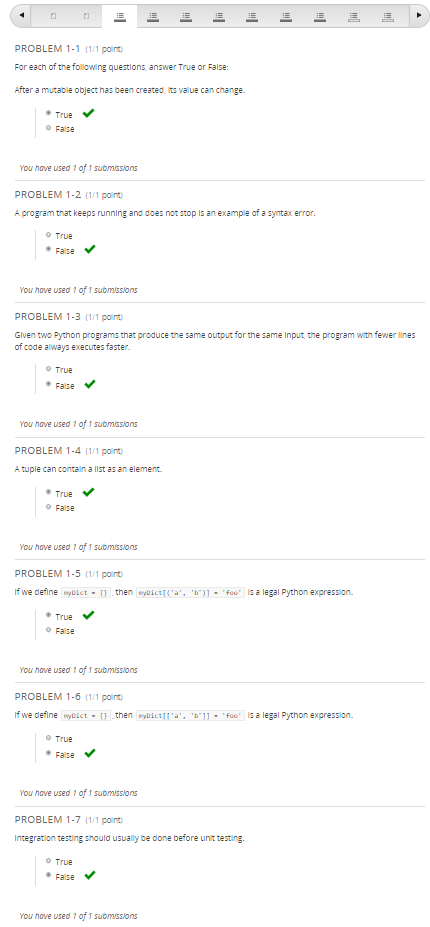 PROBLEM 1-1 (1/1 point)
For each of the following questions, answer True or False:
After a mutable object has been created, its value can change.
True
False
You have used 1 of 1 submissions
PROBLEM 1-2 (1/1 point)
A program that keeps running and does not stop is an example of a syntax error.
True
False
You have used 1 of 1 submissions
PROBLEM 1-3 (1/1 point)
Given two Python programs that produce the same output for the same input, the program with fewer lines
of code always executes faster.
True
False
You have used 1 of 1 submissions
PROBLEM 1-4 (1/1 point)
A tuple can contain a list as an element.
True
False
You have used 1 of 1 submissions
PROBLEM 1-5 (1/1 point)
If we define myDict = {} , then myDict[('a', 'b')] = 'foo' is a legal Python expression.
True
False
You have used 1 of 1 submissions
PROBLEM 1-6 (1/1 point)
If we define myDict = {} , then myDict[['a', 'b']] = 'foo' is a legal Python expression.
True
False
You have used 1 of 1 submissions
PROBLEM 1-7 (1/1 point)
Integration testing should usually be done before unit testing.
True
False
You have used 1 of 1 submissions